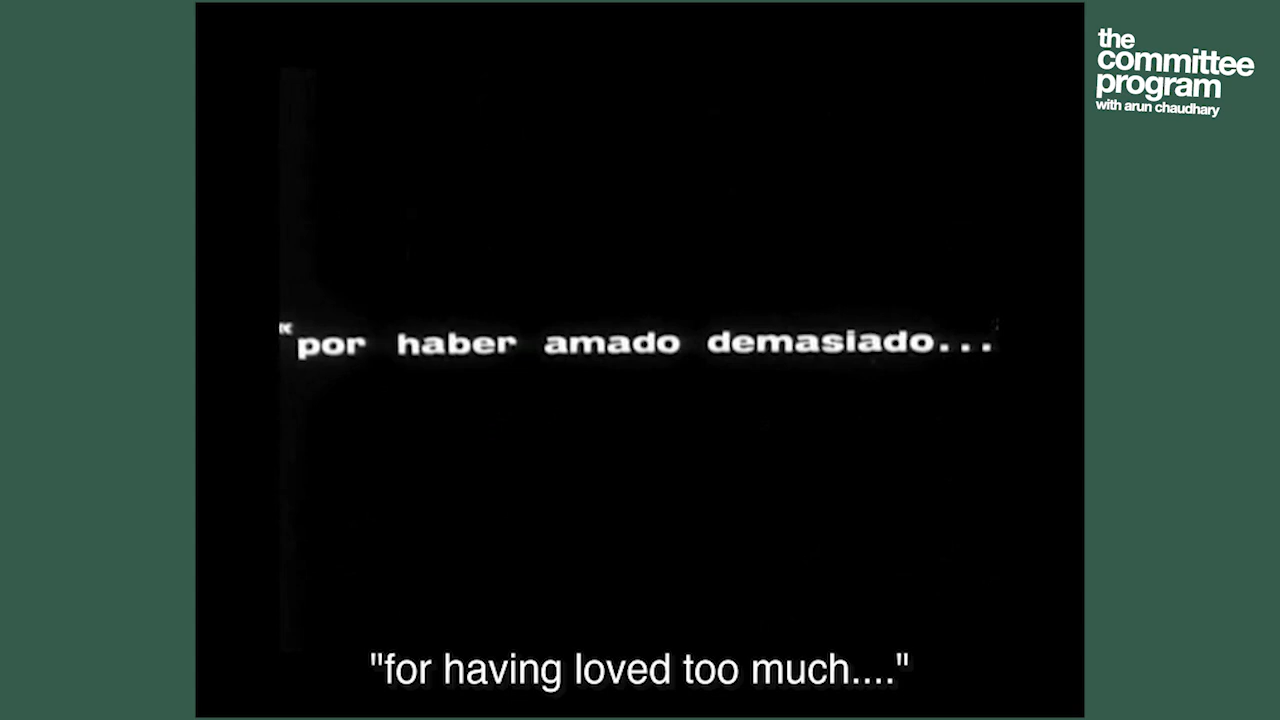 the
committee
program
with arun chaudhary
"por haber amado demasiado...
"for having loved too much...."